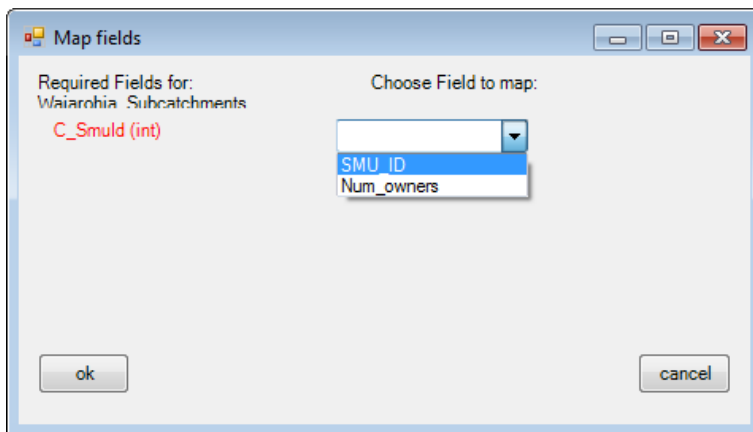 Map fields
Required Fields for:
Choose Field to map:
Waiarohia_Subcatchments
C_SmuId (int)
SMU_ID
Num_owners
ok
cancel